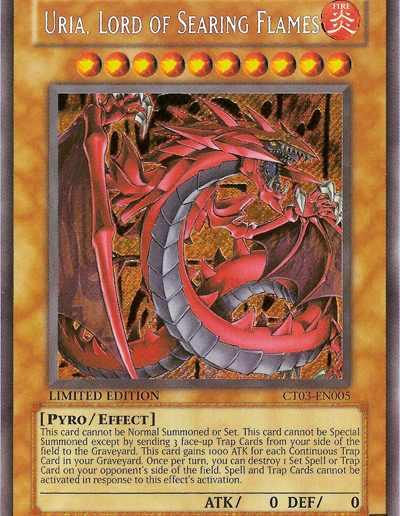 URIA, LORD OF SEARING FLAMES
FIRE
炎
LIMITED EDITION CT03-EN005
[PYRO/EFFECT]
This card cannot be Normal Summoned or Set. This card cannot be Special
Summoned except by sending 3 face-up Trap Cards from your side of the
field to the Graveyard. This card gains 1000 ATK for each Continuous Trap
Card in your Graveyard. Once per turn, you can destroy 1 Set Spell or Trap
Card on your opponent's side of the field. Spell and Trap Cards cannot be
activated in response to this effect's activation.
ATK/ 0 DEF/ 0